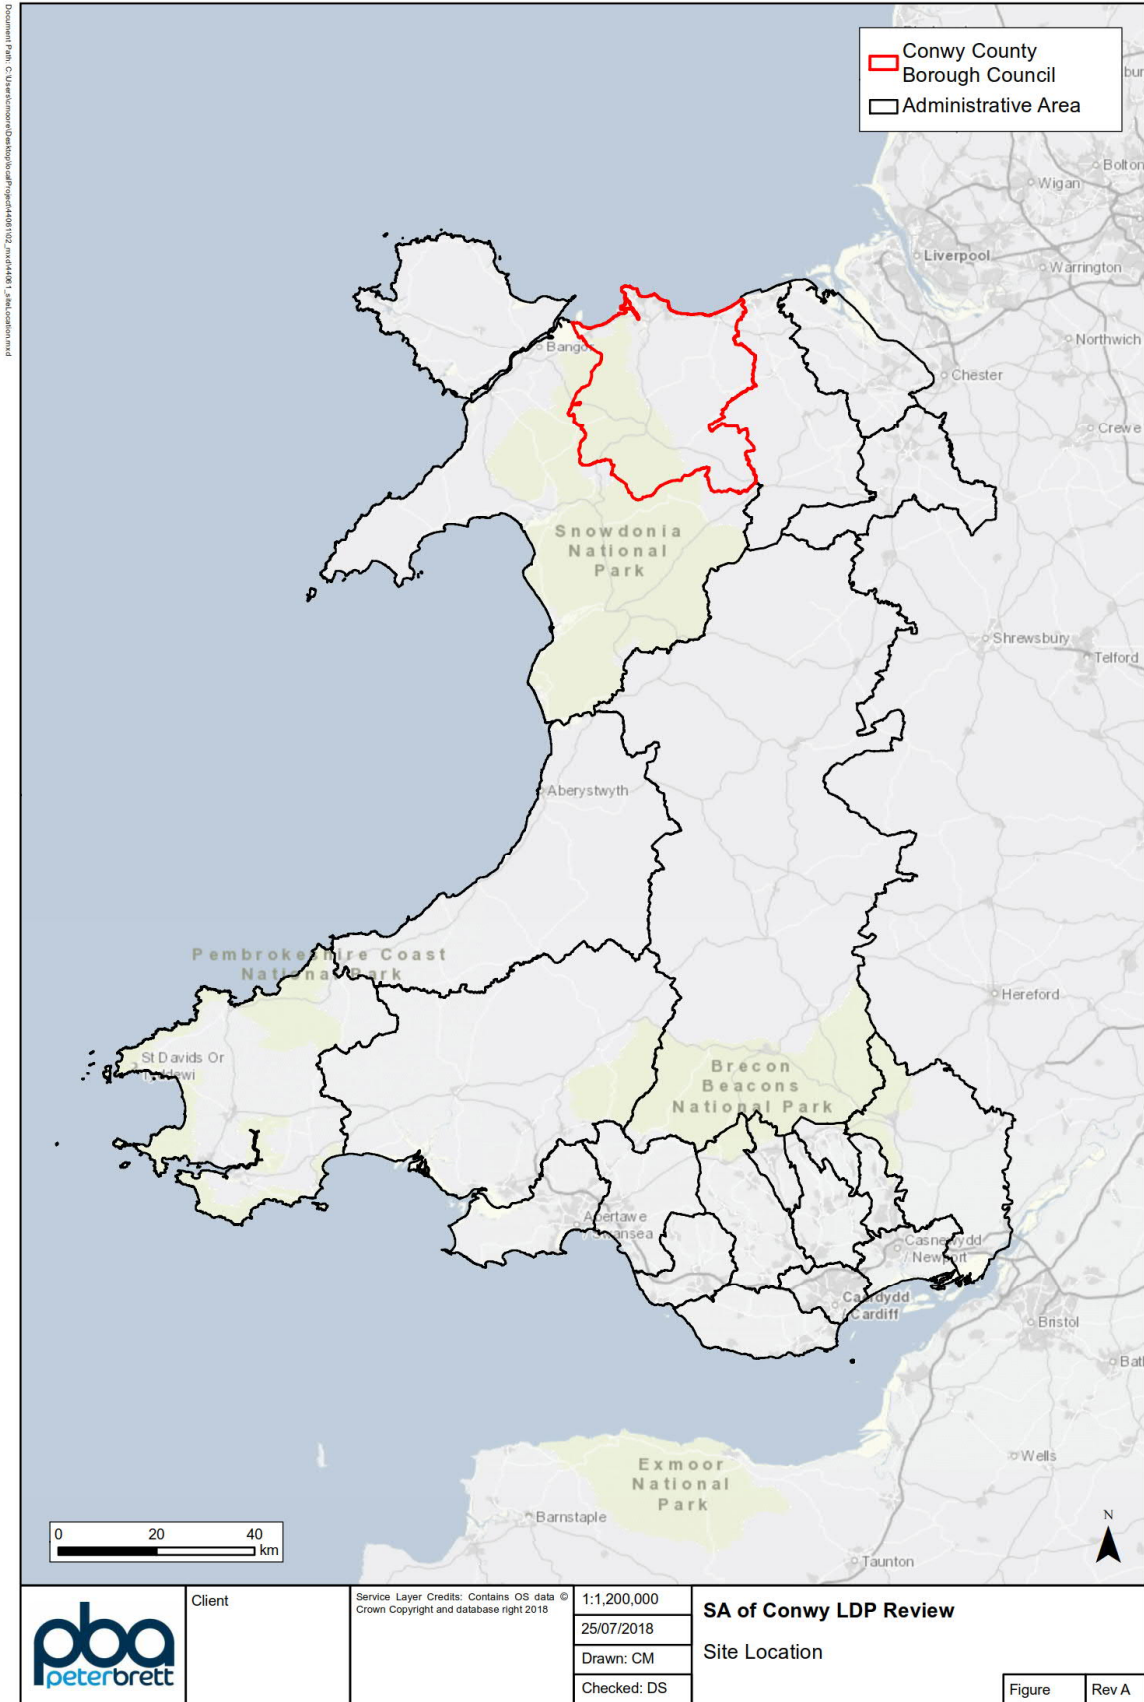 Conwy County
Borough Council
Administrative Area
Bolton
Wigan
Liverpool
Warrington
Northwich
Bangor
Chester
Crewe
Snowdonia
National
Park
Shrewsbury
Telford
Aberystwyth
Pembrokeshire Coast
National Park
Hereford
St Davids Or
Brecon
Beacons
National Park
Abertawe
/ Swansea
Casnewydd
/ Newport
Caerdydd
/ Cardiff
Bristol
Wells
Exmoor
National
Park
Barnstaple
Taunton
0 20 40
km
N
pba
peterbrett
Client
Service Layer Credits: Contains OS data ©
Crown Copyright and database right 2018
1:1,200,000
25/07/2018
Drawn: CM
Checked: DS
SA of Conwy LDP Review
Site Location
Figure
Rev A